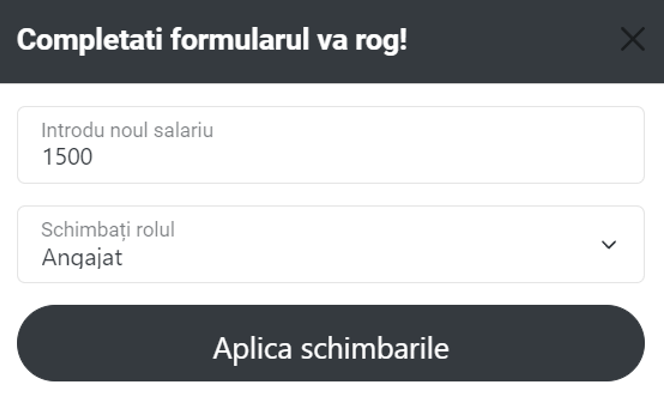 Completati formularul va rog!
Introdu noul salariu
1500
Schimbați rolul
Angajat
Aplica schimbarile